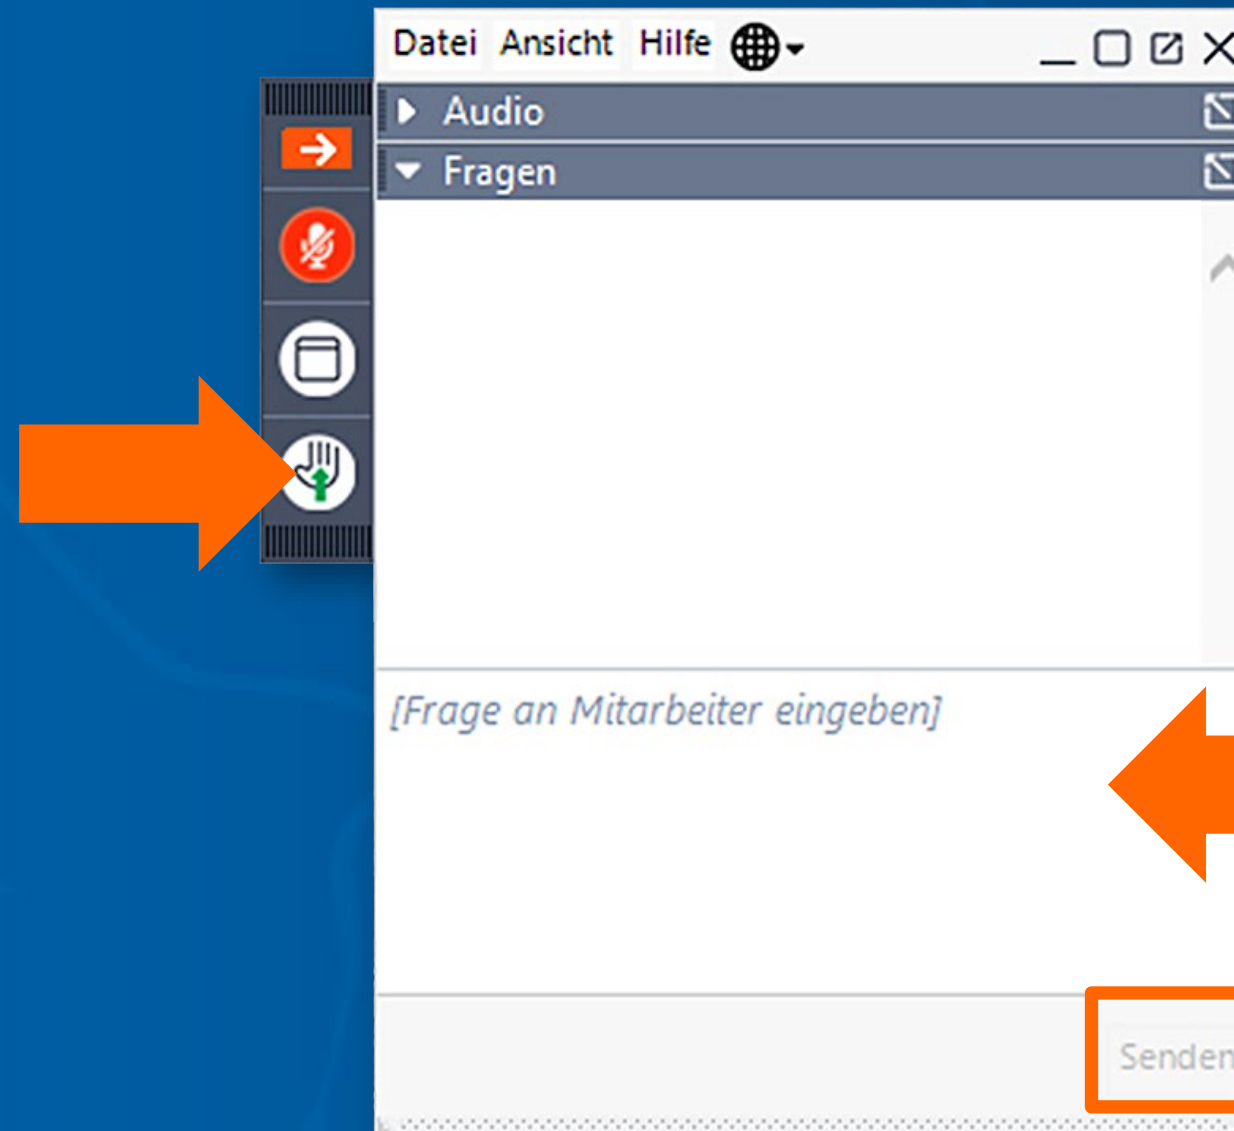 Datei Ansicht Hilfe
Audio
Fragen
[Frage an Mitarbeiter eingeben]
Senden